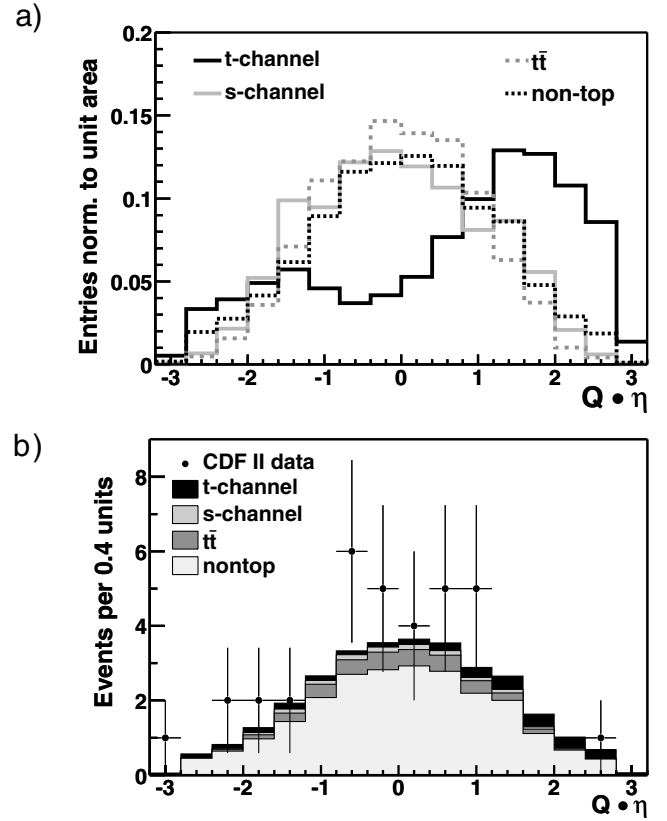 a)
Entries norm. to unit area
0.2
0.15
0.1
0.05
0
t-channel
s-channel
tt̄
non-top
-3 -2 -1 0 1 2 3
Q • η
b)
Events per 0.4 units
8
6
4
2
0
CDF II data
t-channel
s-channel
tt̄
nontop
-3 -2 -1 0 1 2 3
Q • η